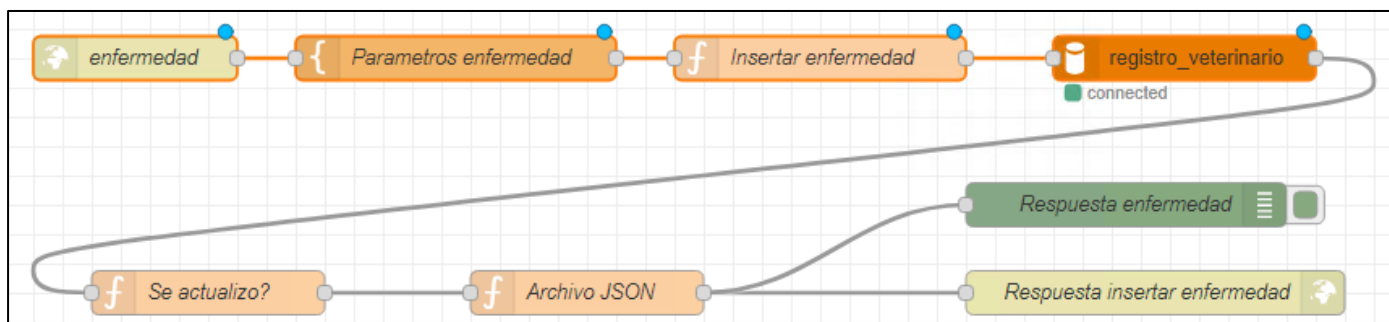 enfermedad
Parametros enfermedad
Insertar enfermedad
registro_veterinario
connected
Respuesta enfermedad
Se actualizo?
Archivo JSON
Respuesta insertar enfermedad